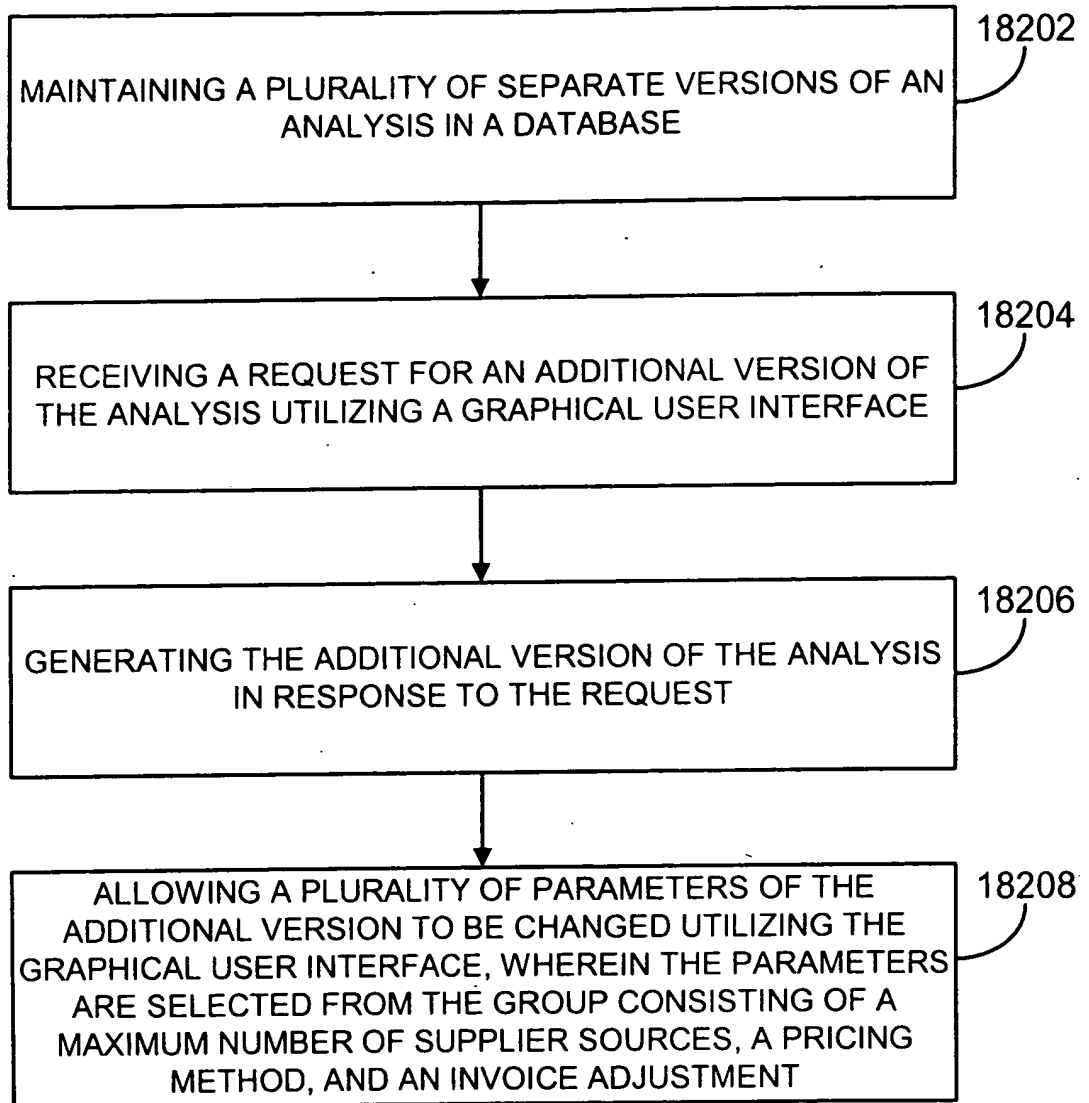 18202
MAINTAINING A PLURALITY OF SEPARATE VERSIONS OF AN
ANALYSIS IN A DATABASE
18204
RECEIVING A REQUEST FOR AN ADDITIONAL VERSION OF
THE ANALYSIS UTILIZING A GRAPHICAL USER INTERFACE
18206
GENERATING THE ADDITIONAL VERSION OF THE ANALYSIS
IN RESPONSE TO THE REQUEST
18208
ALLOWING A PLURALITY OF PARAMETERS OF THE
ADDITIONAL VERSION TO BE CHANGED UTILIZING THE
GRAPHICAL USER INTERFACE, WHEREIN THE PARAMETERS
ARE SELECTED FROM THE GROUP CONSISTING OF A
MAXIMUM NUMBER OF SUPPLIER SOURCES, A PRICING
METHOD, AND AN INVOICE ADJUSTMENT